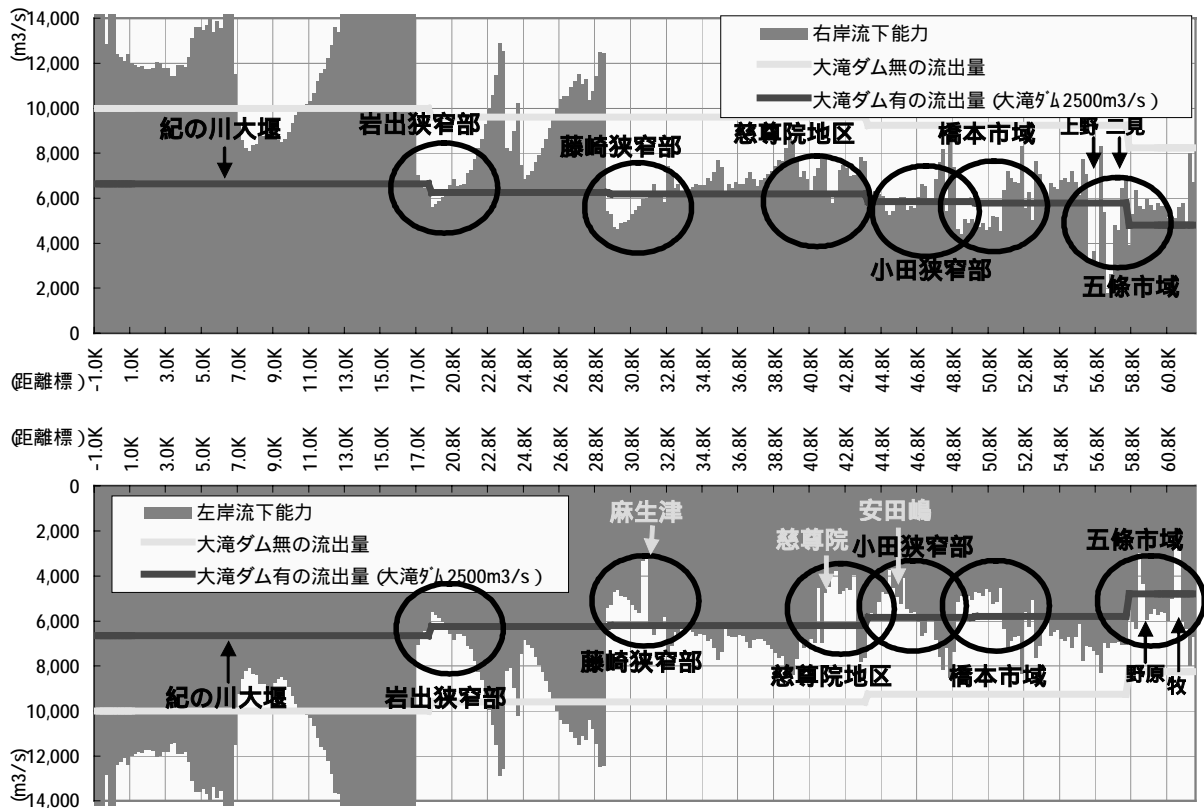 (m3/s)
14,000
12,000
10,000
8,000
6,000
4,000
2,000
0
右岸流下能力
大滝ダム無の流出量
大滝ダム有の流出量 (大滝ダム2500m3/s)
紀の川大堰
岩出狭窄部
藤崎狭窄部
慈尊院地区
橋本市域
上野
二見
小田狭窄部
五條市域
(距離標)
-1.0K
1.0K
3.0K
5.0K
7.0K
9.0K
11.0K
13.0K
15.0K
17.0K
20.8K
22.8K
24.8K
26.8K
28.8K
30.8K
32.8K
34.8K
36.8K
38.8K
40.8K
42.8K
44.8K
46.8K
48.8K
50.8K
52.8K
54.8K
56.8K
58.8K
60.8K
(距離標)
-1.0K
1.0K
3.0K
5.0K
7.0K
9.0K
11.0K
13.0K
15.0K
17.0K
20.8K
22.8K
24.8K
26.8K
28.8K
30.8K
32.8K
34.8K
36.8K
38.8K
40.8K
42.8K
44.8K
46.8K
48.8K
50.8K
52.8K
54.8K
56.8K
58.8K
60.8K
0
2,000
4,000
6,000
8,000
10,000
12,000
14,000
(m3/s)
左岸流下能力
大滝ダム無の流出量
大滝ダム有の流出量 (大滝ダム2500m3/s)
麻生津
慈尊院
安田嶋
小田狭窄部
五條市域
紀の川大堰
岩出狭窄部
藤崎狭窄部
慈尊院地区
橋本市域
野原
牧